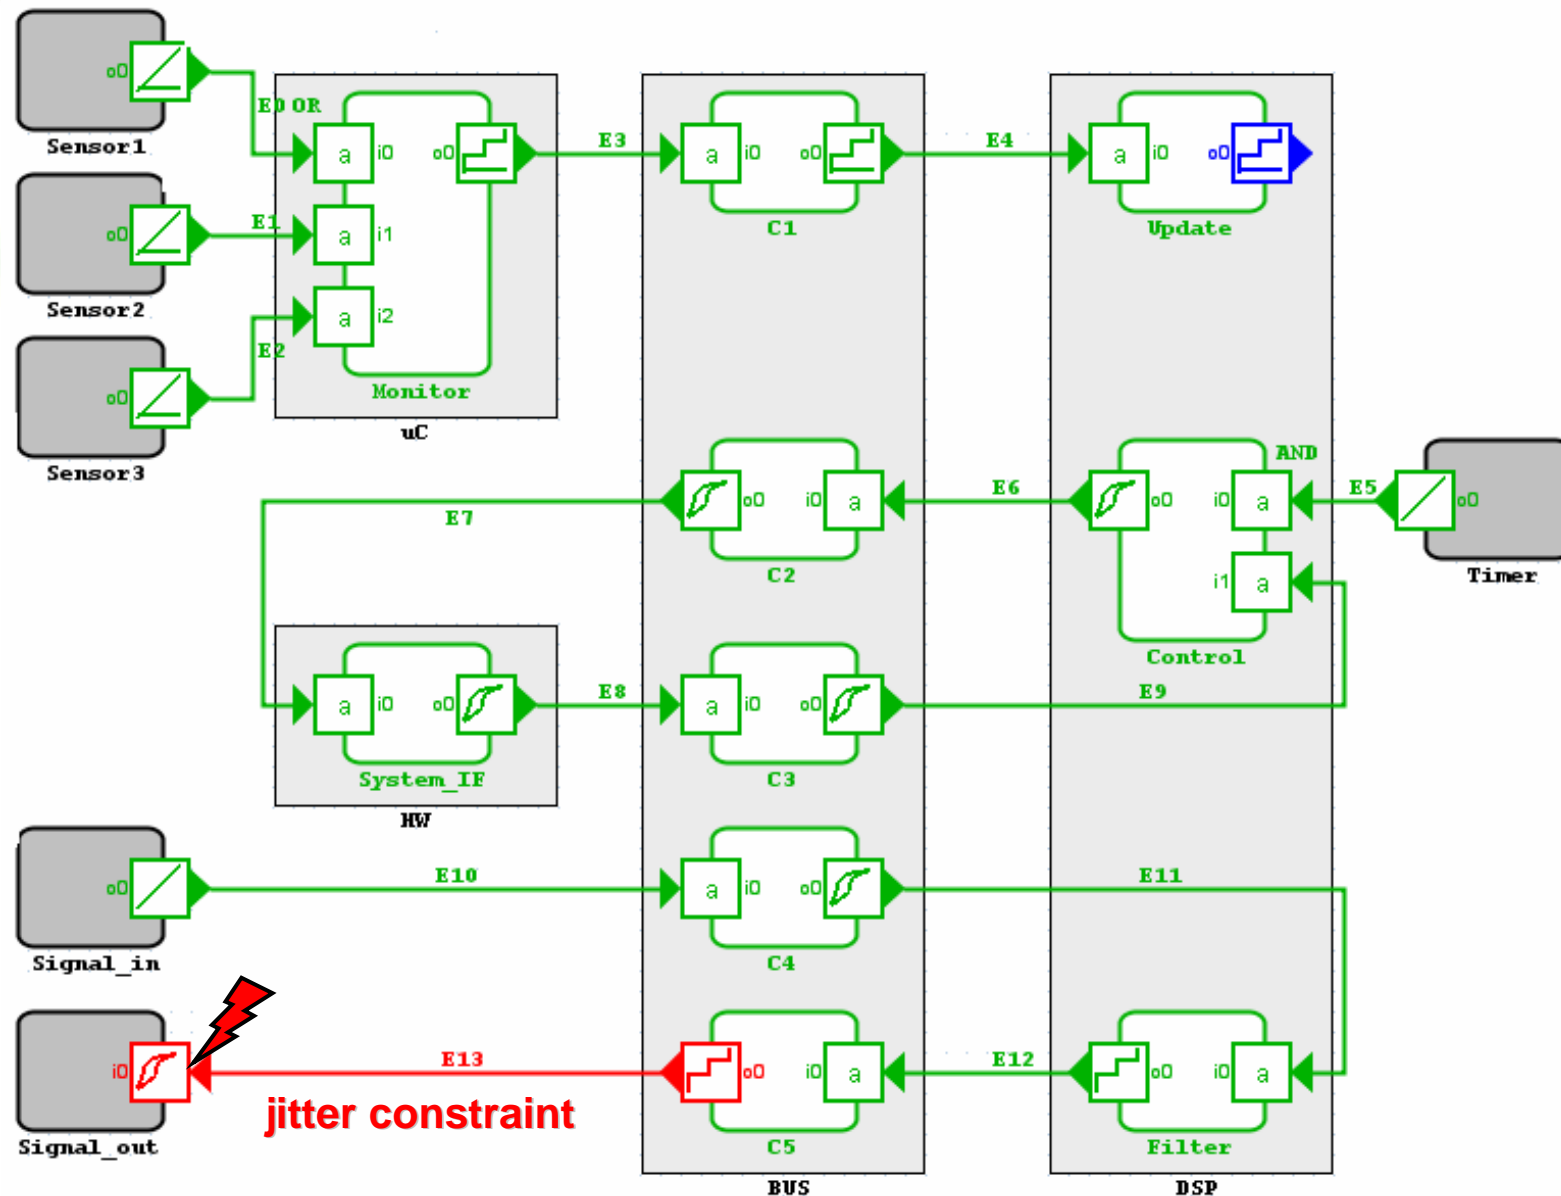 o0
Sensor1
E0 OR
a i0 o0
E3
a i0 o0
C1
E4
a i0 o0
Update
o0
Sensor2
E1
a i1
o0
Sensor3
E2
a i2
Monitor
uC
E7
o0 i0 a
C2
E6
o0 i0 a
AND
E5
o0
Timer
i1 a
Control
a i0 o0
System_IF
HW
E8
a i0 o0
C3
E9
o0
Signal_in
E10
a i0 o0
C4
E11
i0
Signal_out
E13
jitter constraint
o0 i0 a
C5
E12
o0 i0 a
Filter
BUS
DSP